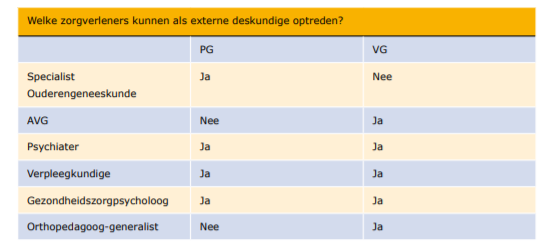 Welke zorgverleners kunnen als externe deskundige optreden?
PG VG
Specialist Ja Nee
Ouderengeneeskunde
AVG Nee Ja
Psychiater Ja Ja
Verpleegkundige Ja Ja
Gezondheidszorgpsycholoog Ja Ja
Orthopedagoog-generalist Nee Ja